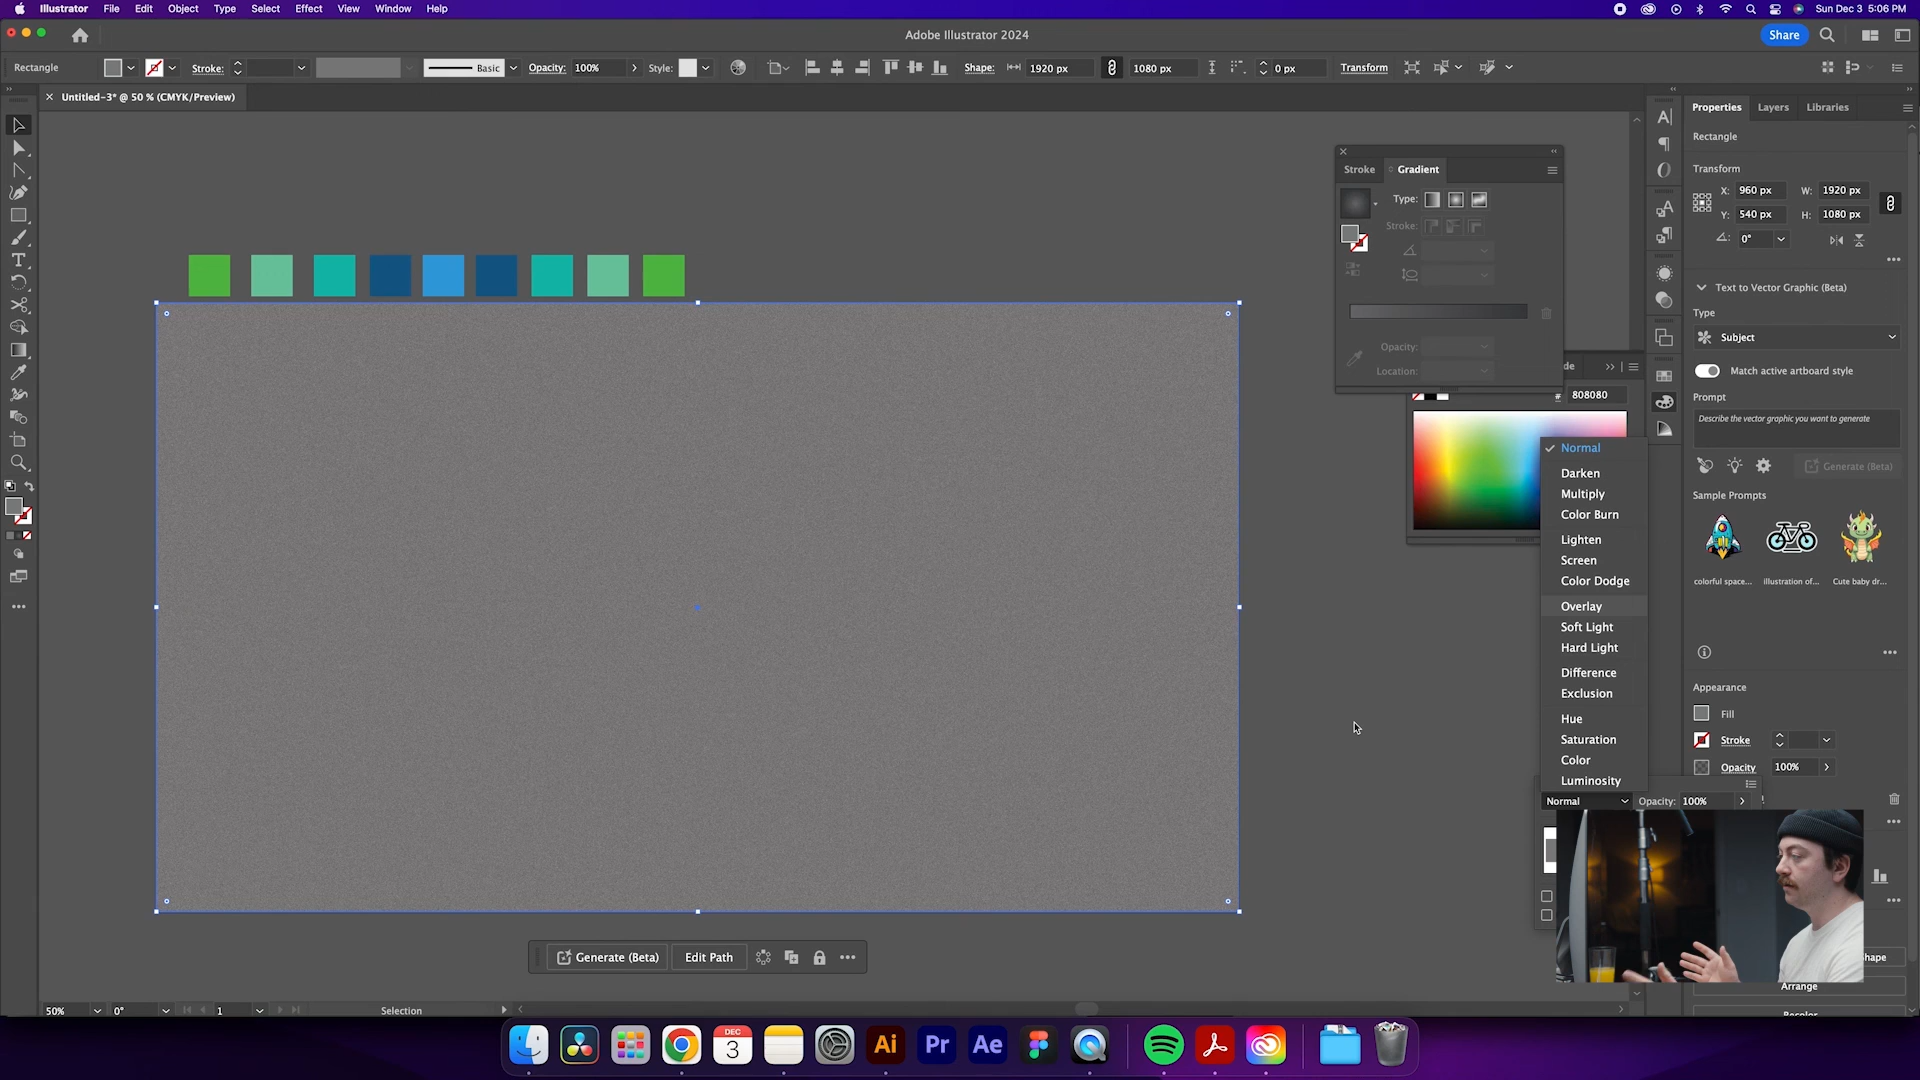 Illustrator File Edit Object Type Select Effect View Window Help
Sun Dec 3 5:06 PM
Adobe Illustrator 2024
Share
Rectangle
Stroke:
Basic
Opacity: 100%
Style:
Shape: 1920 px 1080 px 0 px
Transform
× Untitled-3* @ 50 % (CMYK/Preview)
Stroke Gradient
Type:
Stroke:
Opacity:
Location:
de
# 808080
Normal
Darken
Multiply
Color Burn
Lighten
Screen
Color Dodge
Overlay
Soft Light
Hard Light
Difference
Exclusion
Hue
Saturation
Color
Luminosity
Normal
Opacity: 100%
Properties Layers Libraries
Rectangle
Transform
X: 960 px W: 1920 px
Y: 540 px H: 1080 px
0°
Text to Vector Graphic (Beta)
Type
Subject
Match active artboard style
Prompt
Describe the vector graphic you want to generate
Generate (Beta)
Sample Prompts
colorful space... illustration of... Cute baby dr...
Appearance
Fill
Stroke
Opacity 100%
hape
Arrange
Recolor
Generate (Beta) Edit Path
50% 0° 1 Selection
DEC
3
Ai Pr Ae